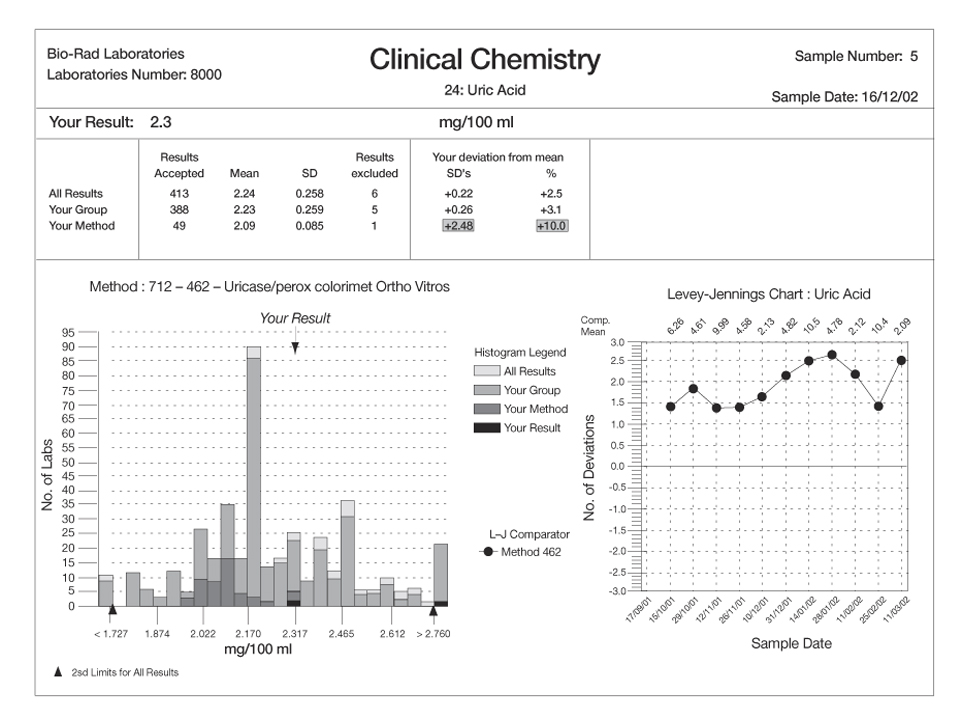 Bio-Rad Laboratories
Laboratories Number: 8000
Clinical Chemistry
24: Uric Acid
Sample Number: 5
Sample Date: 16/12/02
Your Result: 2.3
mg/100 ml
Results Accepted Mean SD Results excluded
Your deviation from mean
SD's %
All Results 413 2.24 0.258 6 +0.22 +2.5
Your Group 388 2.23 0.259 5 +0.26 +3.1
Your Method 49 2.09 0.085 1 +2.48 +10.0
Method : 712 – 462 – Uricase/perox colorimet Ortho Vitros
Your Result
No. of Labs
95
90
85
80
75
70
65
60
55
50
45
40
35
30
25
20
15
10
5
0
< 1.727 1.874 2.022 2.170 2.317 2.465 2.612 > 2.760
mg/100 ml
2sd Limits for All Results
Histogram Legend
All Results
Your Group
Your Method
Your Result
L–J Comparator
Method 462
Levey-Jennings Chart : Uric Acid
Comp. Mean
6.26 4.61 9.99 4.58 2.13 4.82 10.5 4.78 2.12 10.4 2.09
No. of Deviations
3.0
2.5
2.0
1.5
1.0
0.5
0.0
-0.5
-1.0
-1.5
-2.0
-2.5
-3.0
17/09/01 15/10/01 29/10/01 12/11/01 26/11/01 10/12/01 31/12/01 14/01/02 28/01/02 11/02/02 25/02/02 11/03/02
Sample Date